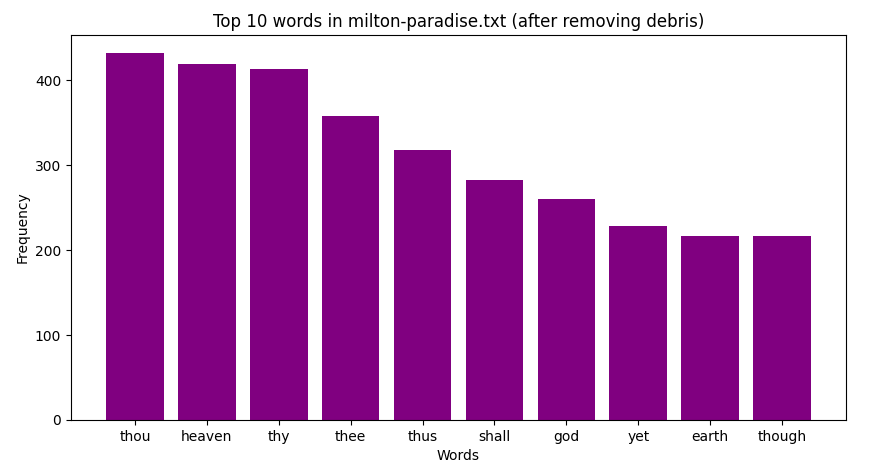 Top 10 words in milton-paradise.txt (after removing debris)
Frequency
400
300
200
100
0
thou heaven thy thee thus shall god yet earth though
Words